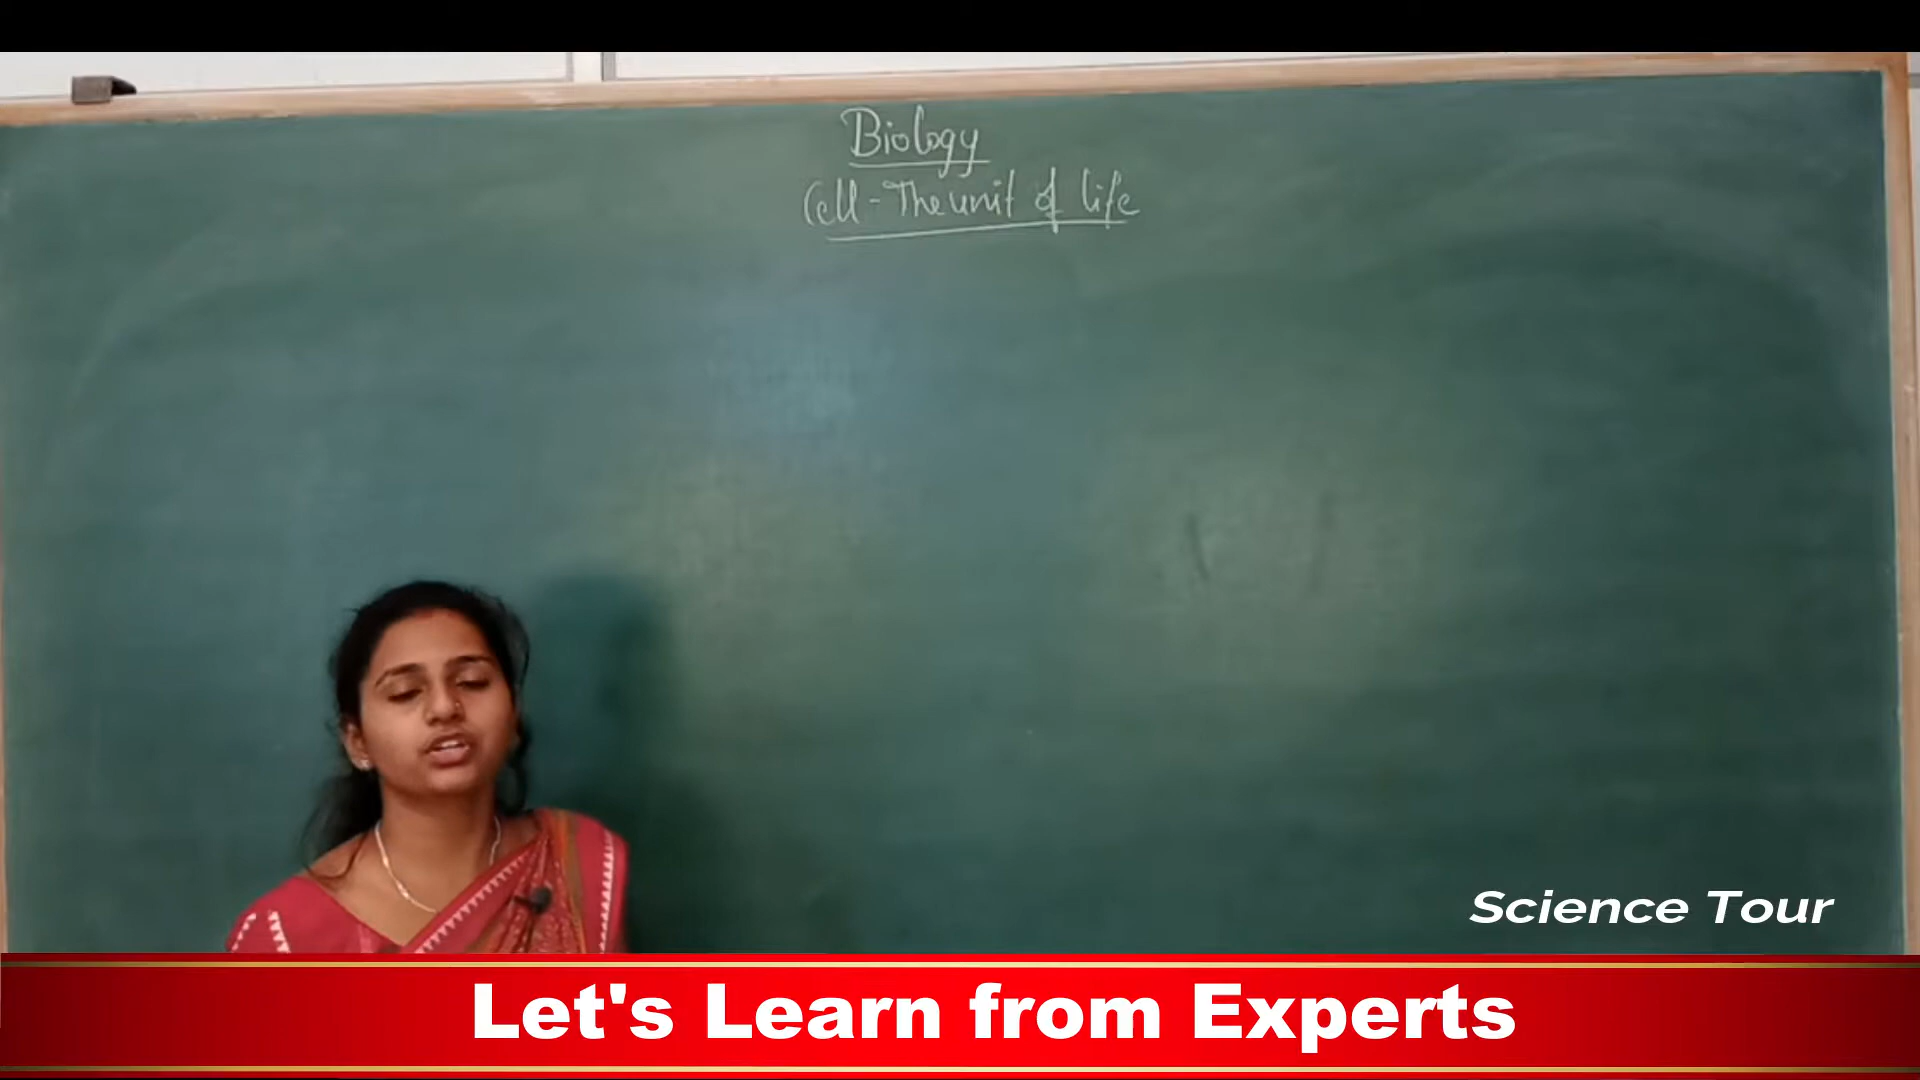 Biology
Cell - The unit of life
Science Tour
Let's Learn from Experts